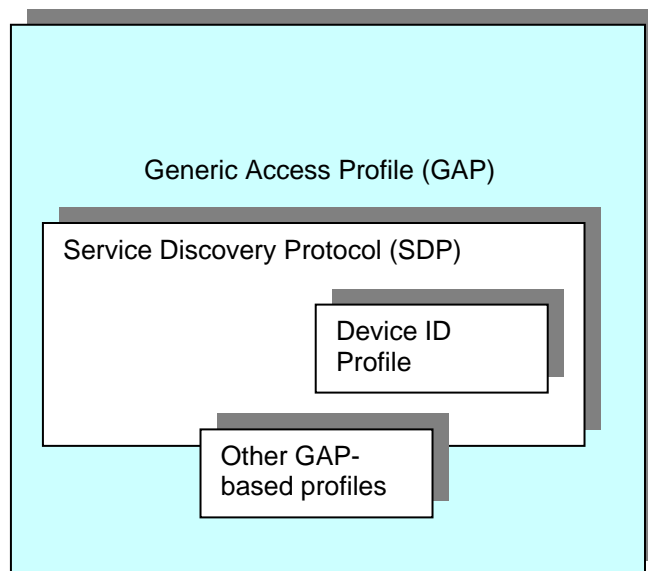 Generic Access Profile (GAP)
Service Discovery Protocol (SDP)
Device ID
Profile
Other GAP-
based profiles